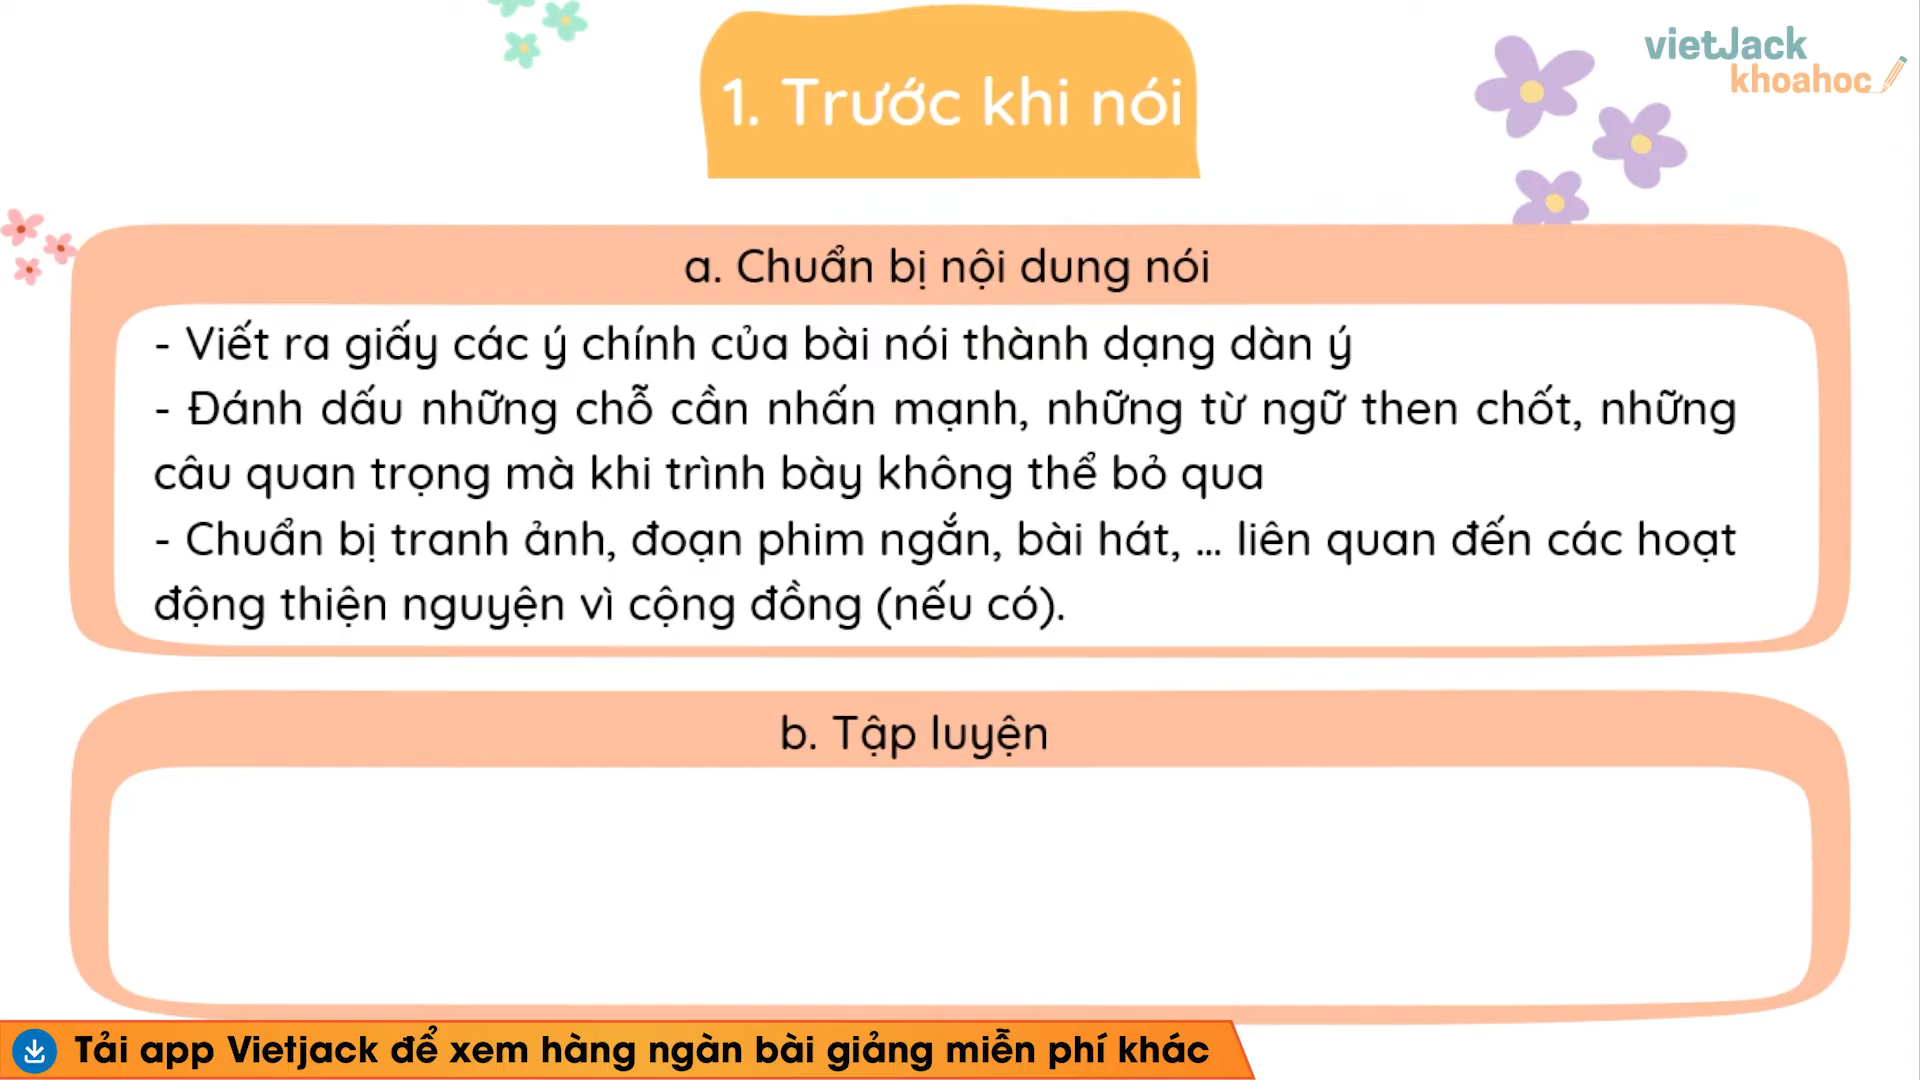 vietJack
khoahoc
1. Trước khi nói
a. Chuẩn bị nội dung nói
- Viết ra giấy các ý chính của bài nói thành dạng dàn ý
- Đánh dấu những chỗ cần nhấn mạnh, những từ ngữ then chốt, những
câu quan trọng mà khi trình bày không thể bỏ qua
- Chuẩn bị tranh ảnh, đoạn phim ngắn, bài hát, ... liên quan đến các hoạt
động thiện nguyện vì cộng đồng (nếu có).
b. Tập luyện
Tải app Vietjack để xem hàng ngàn bài giảng miễn phí khác